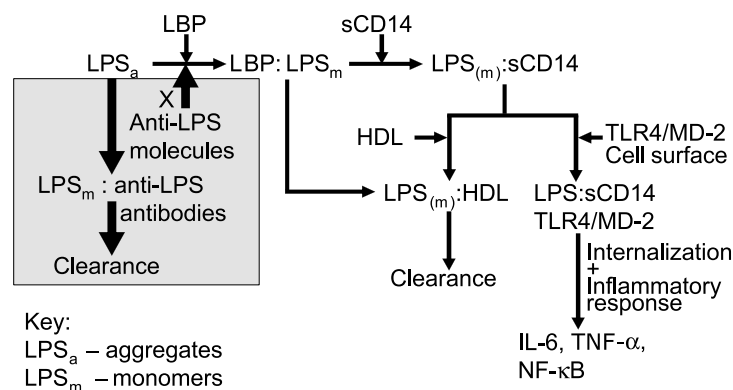 LBP
sCD14
LPSa
LBP: LPSm
LPS(m):sCD14
X
Anti-LPS
molecules
HDL
TLR4/MD-2
Cell surface
LPSm : anti-LPS
antibodies
LPS(m):HDL
LPS:sCD14
TLR4/MD-2
Clearance
Clearance
Internalization
+
Inflammatory
response
IL-6, TNF-α,
NF-κB
Key:
LPSa – aggregates
LPSm – monomers